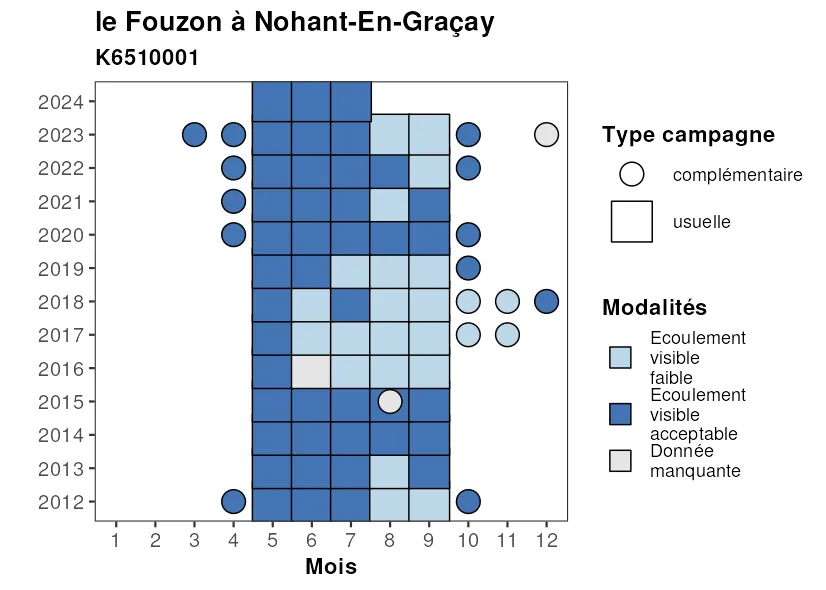 le Fouzon à Nohant-En-Graçay
K6510001
2024
2023
2022
2021
2020
2019
2018
2017
2016
2015
2014
2013
2012
1 2 3 4 5 6 7 8 9 10 11 12
Mois
Type campagne
complémentaire
usuelle
Modalités
Ecoulement
visible
faible
Ecoulement
visible
acceptable
Donnée
manquante